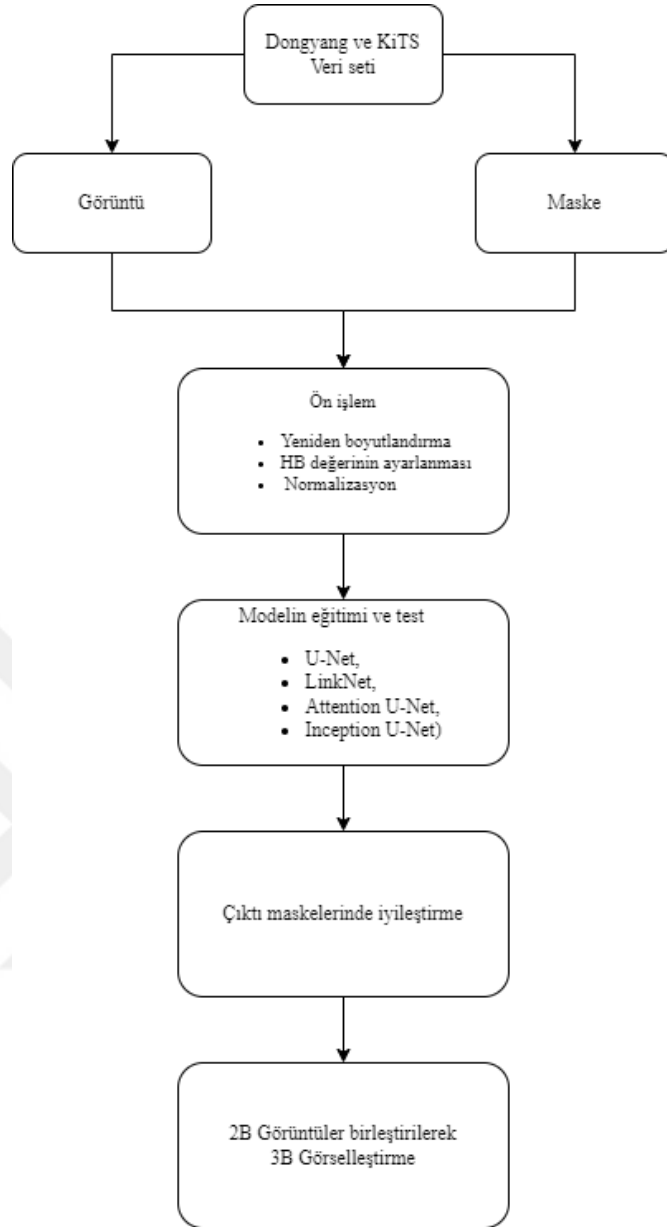 Dongyang ve KiTS
Veri seti
Görüntü
Maske
Ön işlem
• Yeniden boyutlandırma
• HB değerinin ayarlanması
• Normalizasyon
Modelin eğitimi ve test
• U-Net,
• LinkNet,
• Attention U-Net,
• Inception U-Net)
Çıktı maskelerinde iyileştirme
2B Görüntüler birleştirilerek
3B Görselleştirme